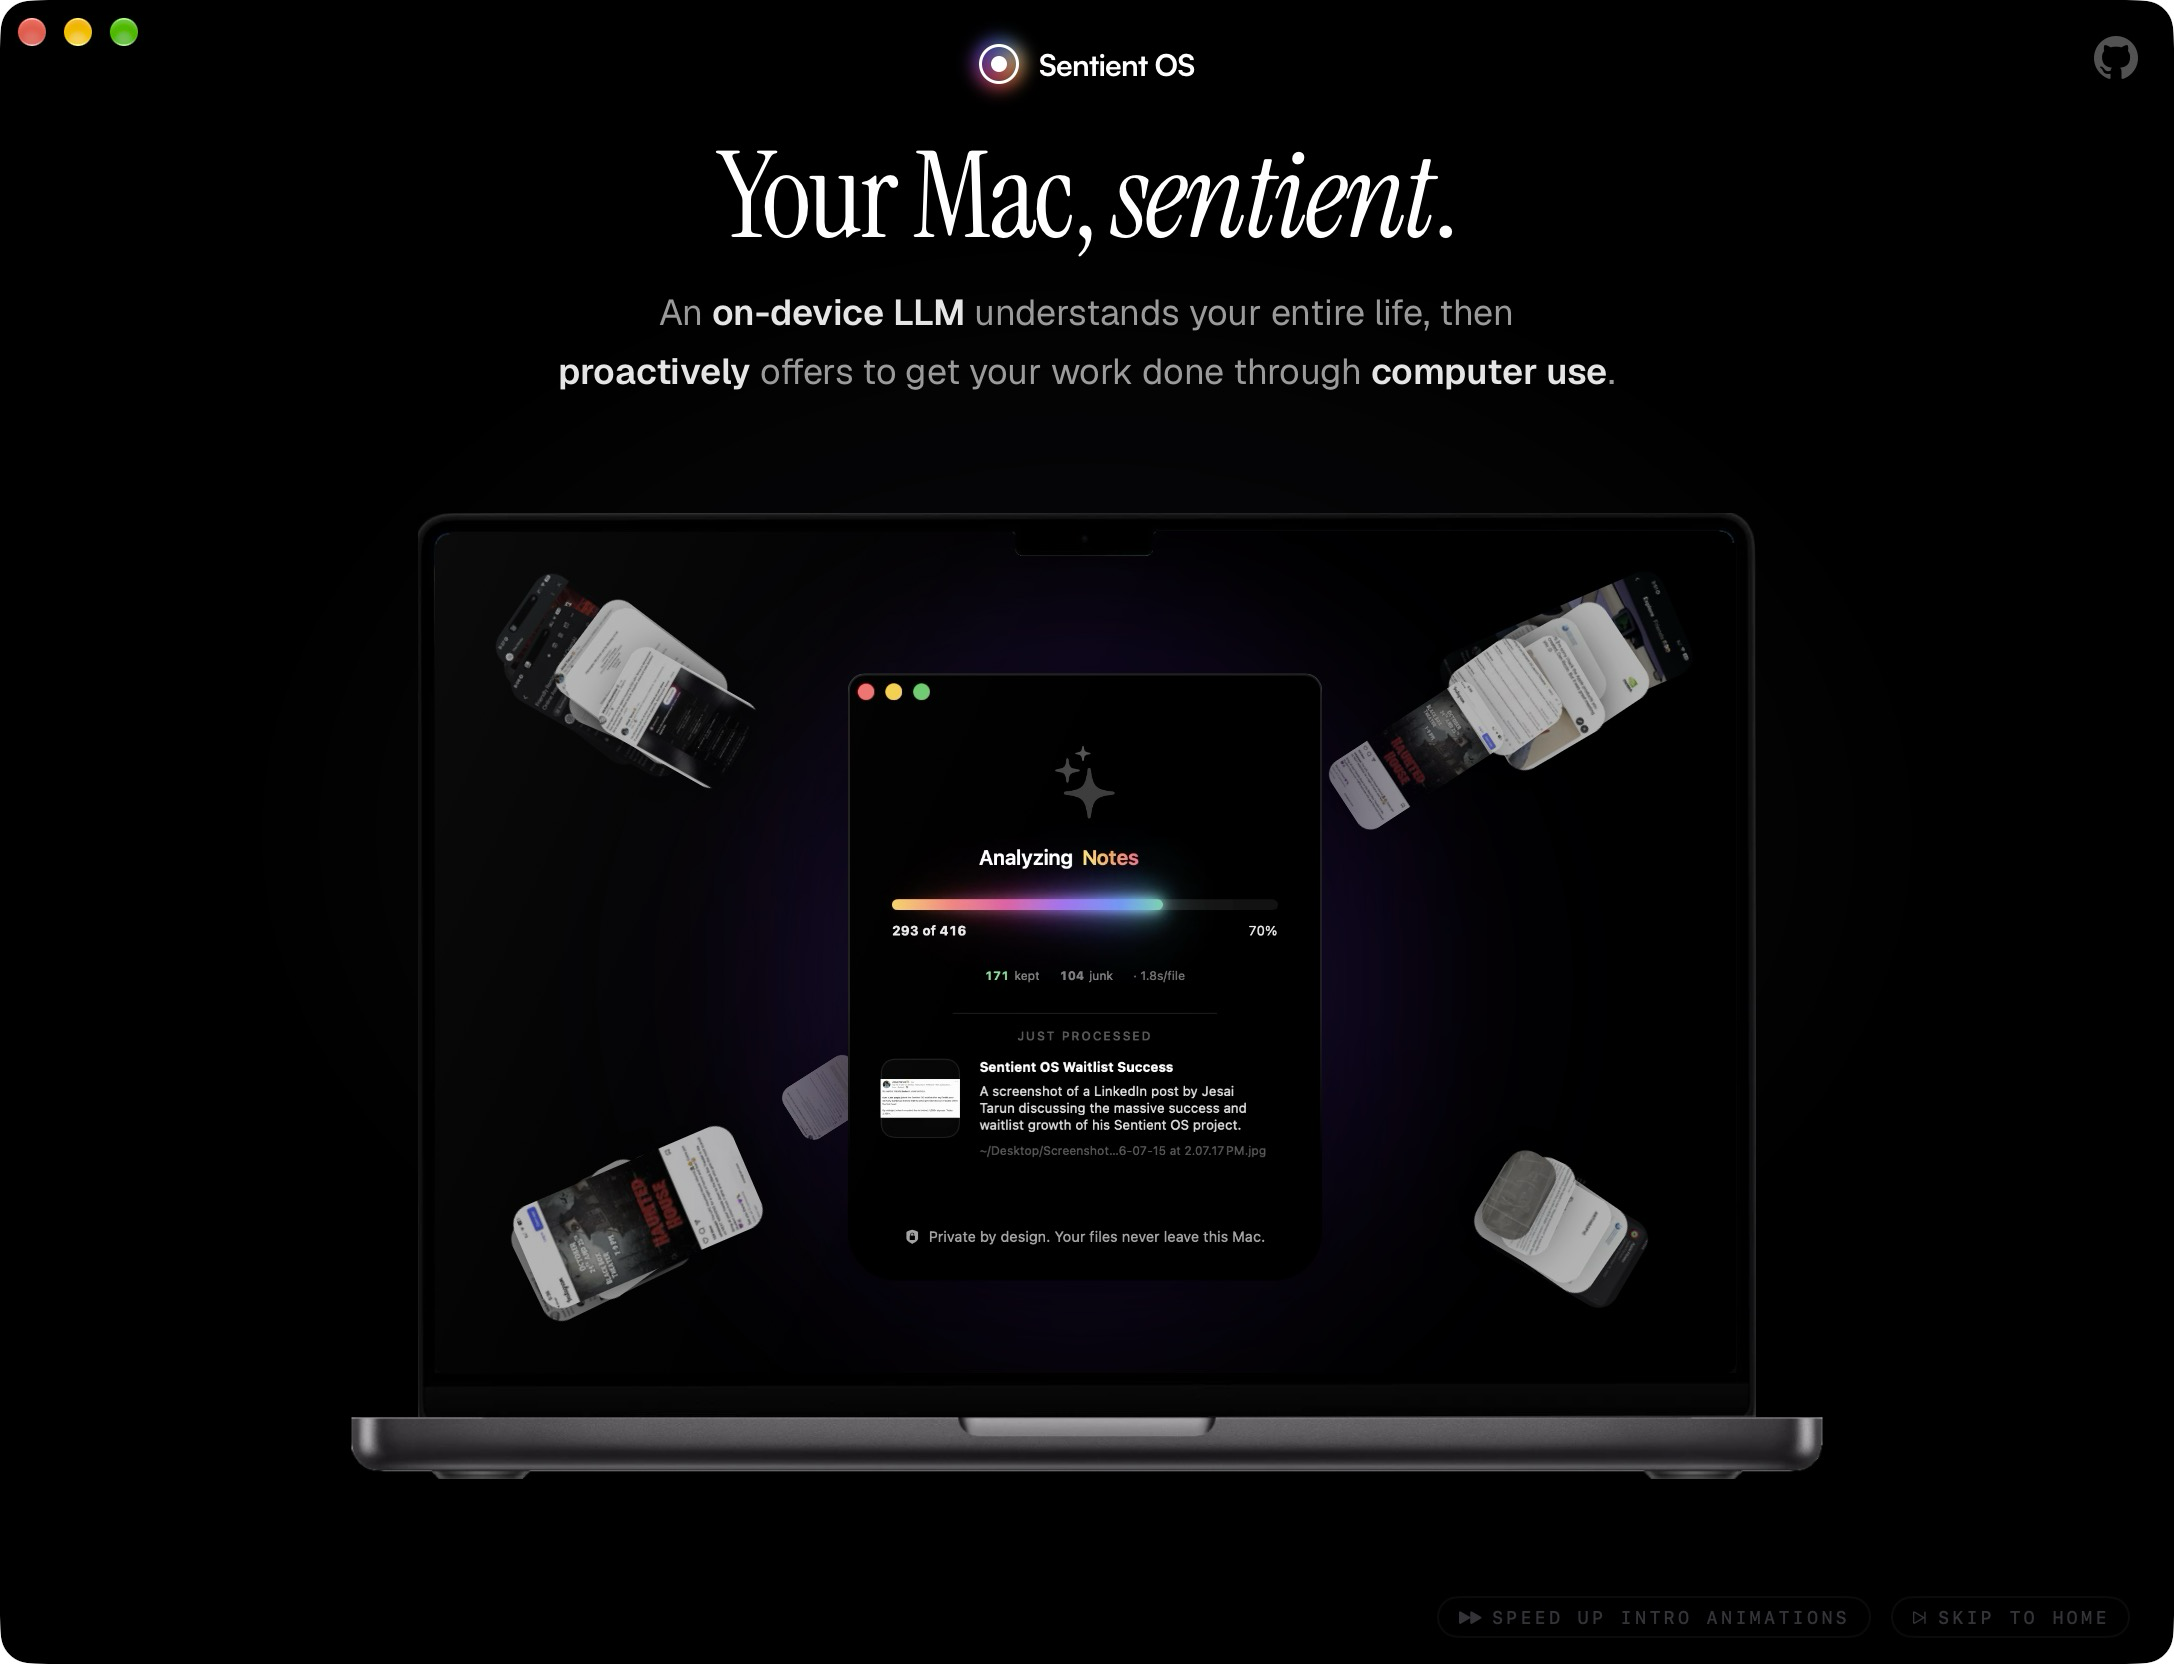 Sentient OS
Your Mac, sentient.
An on-device LLM understands your entire life, then
proactively offers to get your work done through computer use.
Analyzing Notes
293 of 416
70%
171 kept 104 junk · 1.8s/file
JUST PROCESSED
Sentient OS Waitlist Success
A screenshot of a LinkedIn post by Jesai
Tarun discussing the massive success and
waitlist growth of his Sentient OS project.
~/Desktop/Screenshot...6-07-15 at 2.07.17 PM.jpg
Private by design. Your files never leave this Mac.
HAUNTED
HOUSE
HAUNTED
HOUSE
SPEED UP INTRO ANIMATIONS
SKIP TO HOME